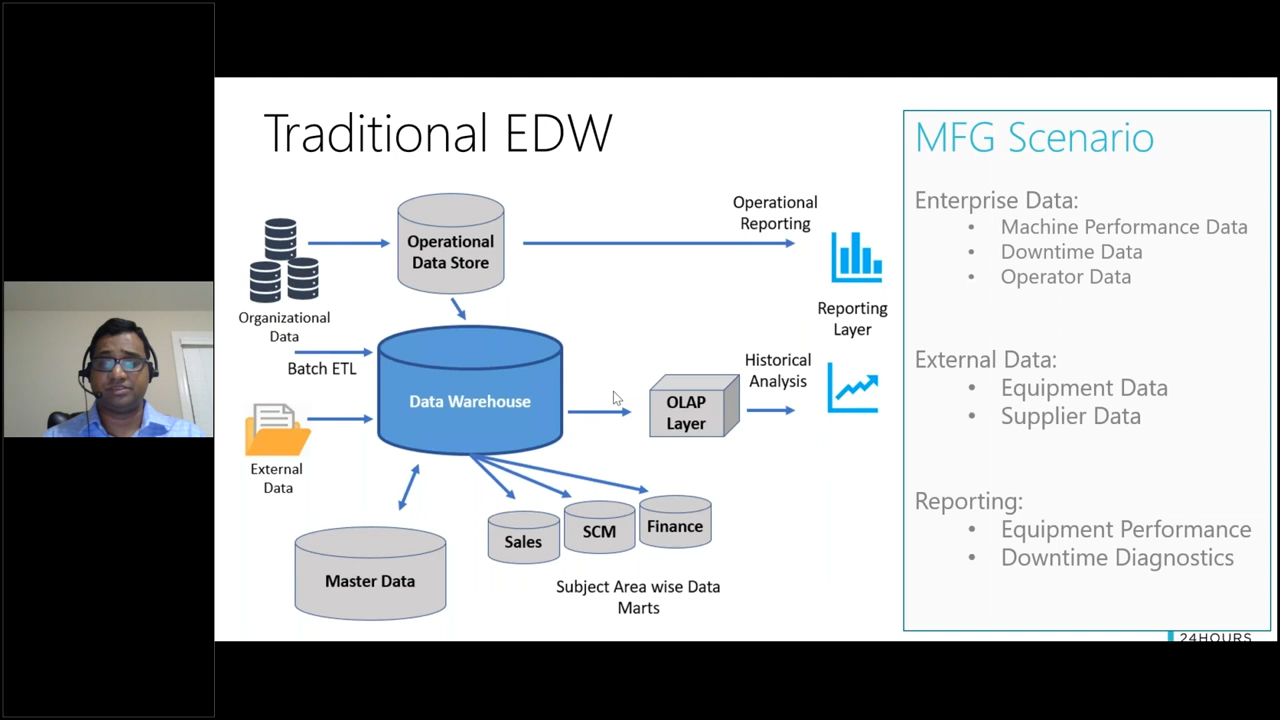 Traditional EDW
Operational
Data Store
Operational
Reporting
Organizational
Data
Reporting
Layer
Batch ETL
Data Warehouse
Historical
Analysis
OLAP
Layer
External
Data
Sales
SCM
Finance
Master Data
Subject Area wise Data
Marts
MFG Scenario
Enterprise Data:
• Machine Performance Data
• Downtime Data
• Operator Data
External Data:
• Equipment Data
• Supplier Data
Reporting:
• Equipment Performance
• Downtime Diagnostics
24HOURS